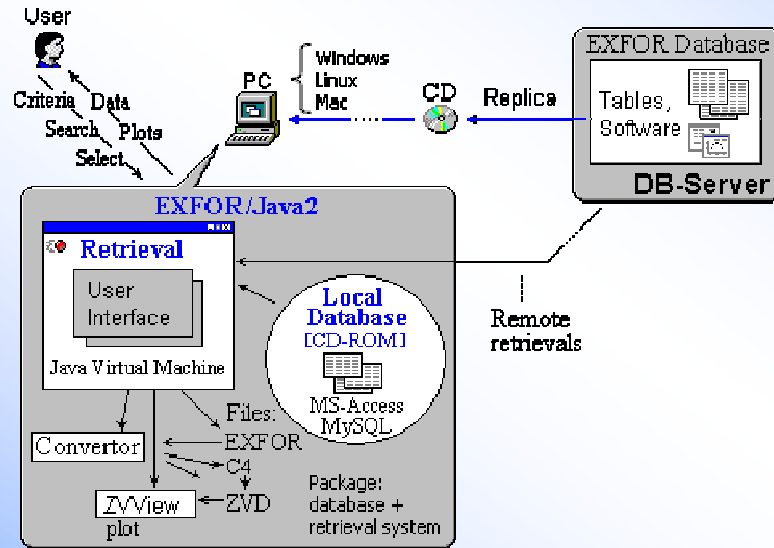 User
Criteria Data
Search Plots
Select
PC
Windows
Linux
Mac
CD
Replica
EXFOR Database
Tables,
Software
DB-Server
EXFOR/Java2
Retrieval
User
Interface
Java Virtual Machine
Local
Database
[CD-ROM]
MS-Access
MySQL
Remote
retrievals
Files:
EXFOR
C4
ZVD
Convertor
ZVView
plot
Package:
database +
retrieval system